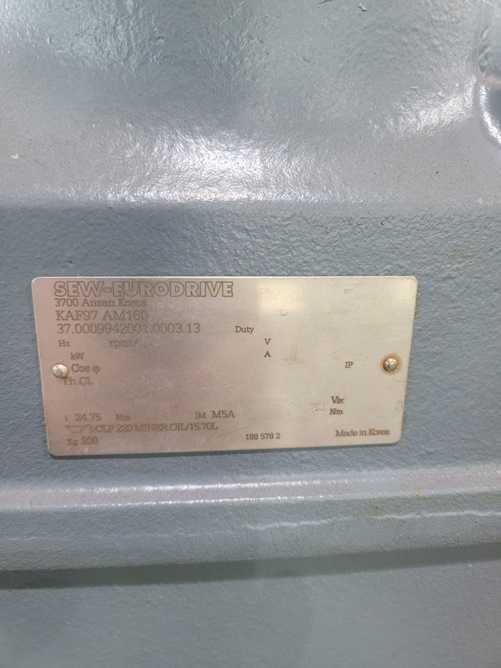 SEW-EURODRIVE
3700 Ansan Korea
KAF97 AM160
37.0009942001.0003.13 Duty
Hz rpm/ V
kW A
Cos φ IP
Th.Cl.
Vbr
i 24.75 Nm IM M5A Nm
CLP 220 MINER.OIL/15.70L
Kg 208 188 578 2 Made in Korea